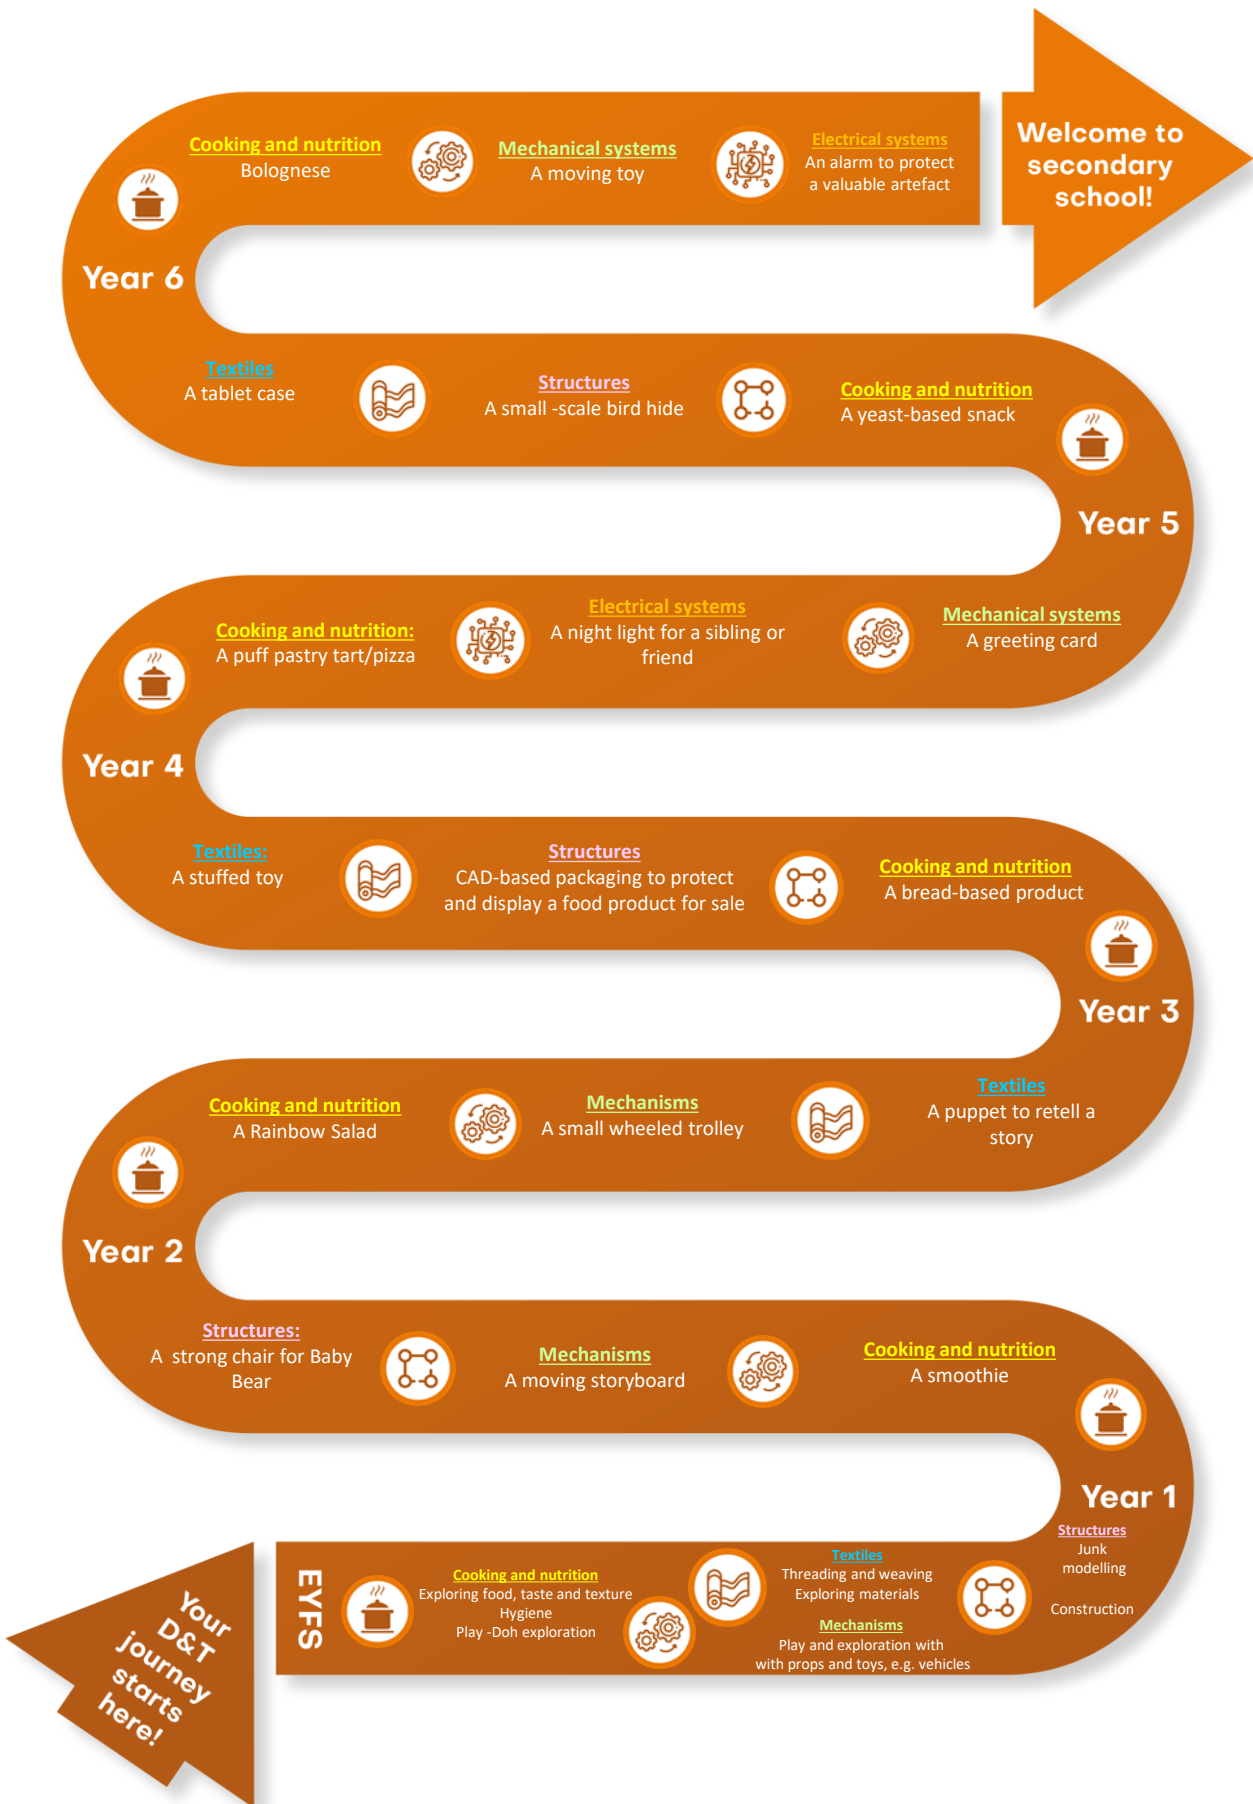 Welcome to
secondary
school!
Cooking and nutrition
Bolognese
Mechanical systems
A moving toy
Electrical systems
An alarm to protect
a valuable artefact
Year 6
Textiles
A tablet case
Structures
A small -scale bird hide
Cooking and nutrition
A yeast-based snack
Year 5
Cooking and nutrition:
A puff pastry tart/pizza
Electrical systems
A night light for a sibling or
friend
Mechanical systems
A greeting card
Year 4
Textiles:
A stuffed toy
Structures
CAD-based packaging to protect
and display a food product for sale
Cooking and nutrition
A bread-based product
Year 3
Cooking and nutrition
A Rainbow Salad
Mechanisms
A small wheeled trolley
Textiles
A puppet to retell a
story
Year 2
Structures:
A strong chair for Baby
Bear
Mechanisms
A moving storyboard
Cooking and nutrition
A smoothie
Year 1
Structures
Junk
modelling
Construction
Textiles
Threading and weaving
Exploring materials
Mechanisms
Play and exploration with
with props and toys, e.g. vehicles
Cooking and nutrition
Exploring food, taste and texture
Hygiene
Play -Doh exploration
EYFS
Your
D&T
journey
starts
here!